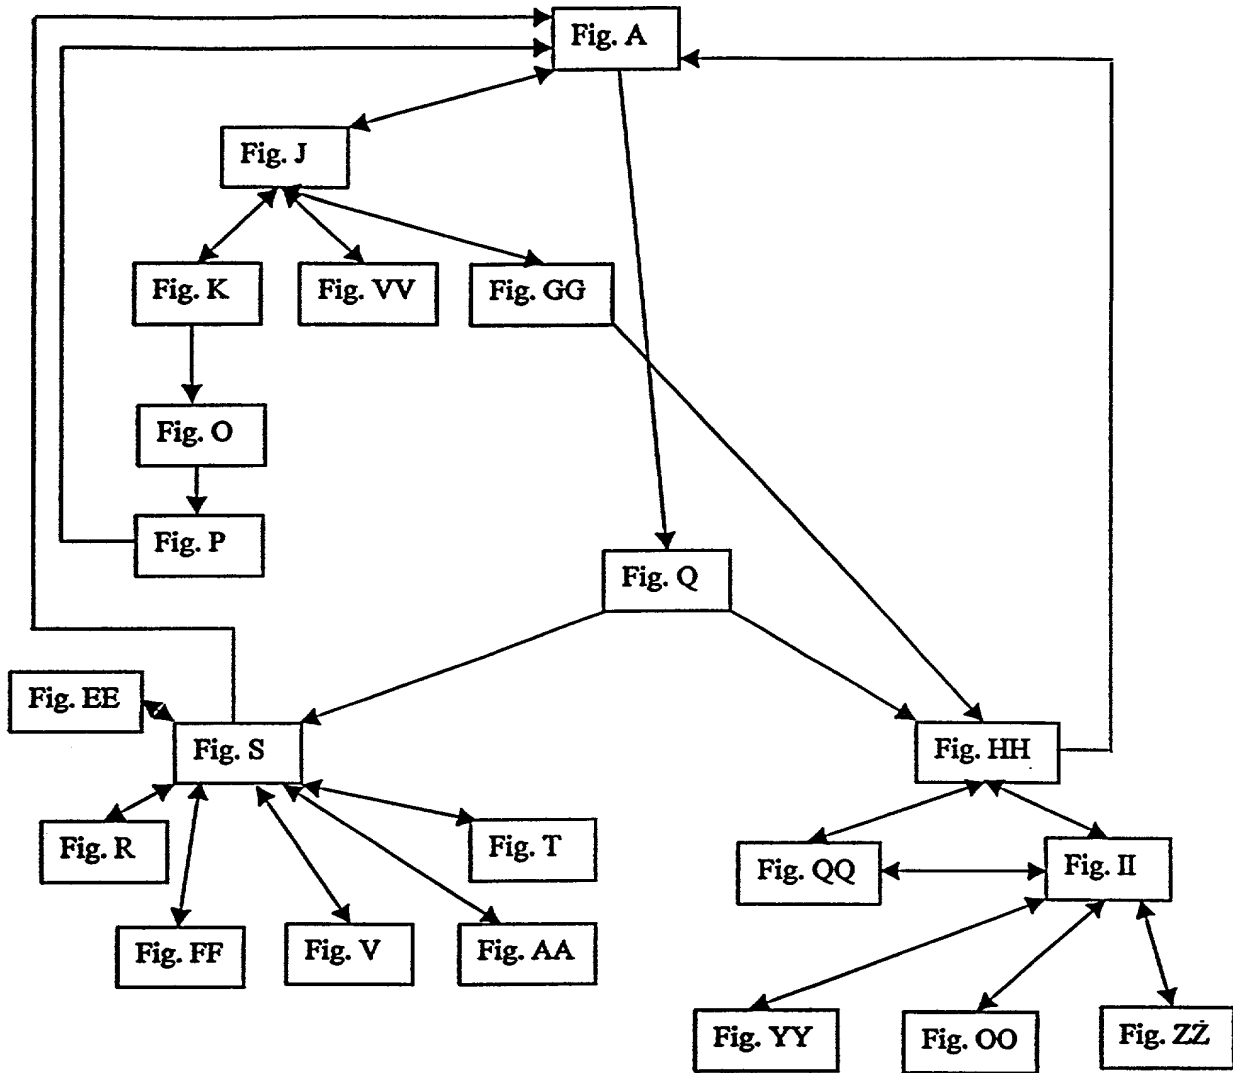 Fig. A
Fig. J
Fig. K
Fig. VV
Fig. GG
Fig. O
Fig. P
Fig. Q
Fig. EE
Fig. S
Fig. HH
Fig. R
Fig. T
Fig. QQ
Fig. II
Fig. FF
Fig. V
Fig. AA
Fig. YY
Fig. OO
Fig. ZZ